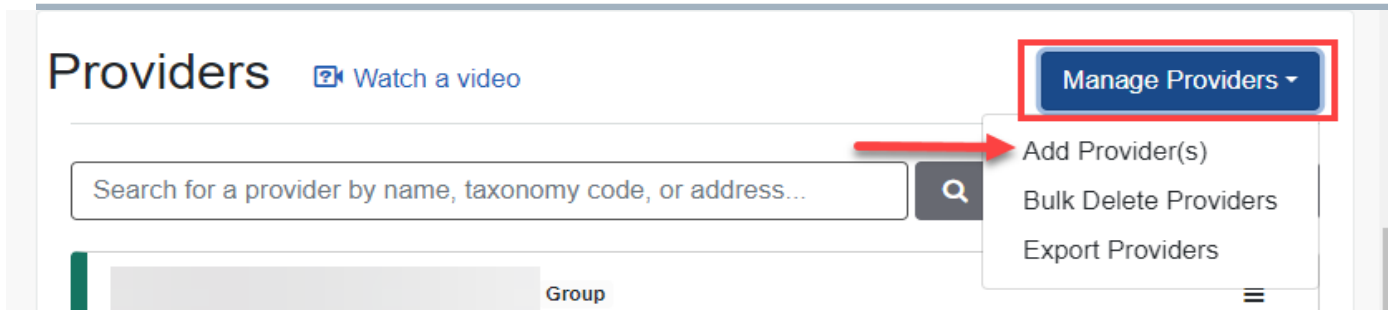 Providers Watch a video Manage Providers
Add Provider(s)
Search for a provider by name, taxonomy code, or address...
Bulk Delete Providers
Export Providers
Group